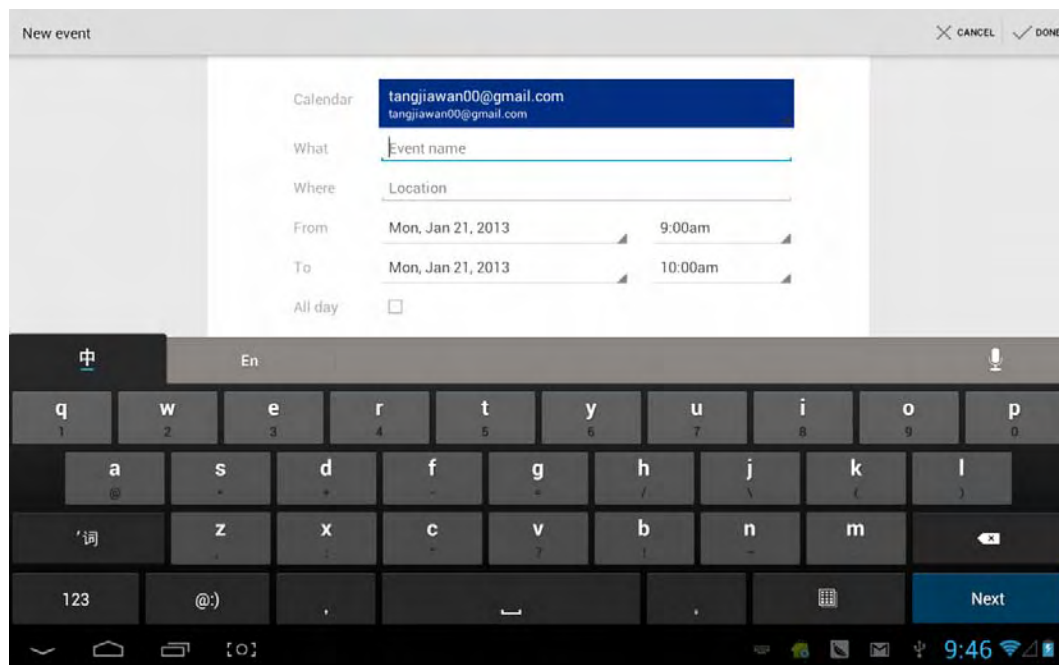 New event
CANCEL DONE
Calendar tangjiawan00@gmail.com
tangjiawan00@gmail.com
What Event name
Where Location
From Mon, Jan 21, 2013 9:00am
To Mon, Jan 21, 2013 10:00am
All day
中 En
q w e r t y u i o p
1 2 3 4 5 6 7 8 9 0
a s d f g h j k l
@ * + - = / \ ( )
'词 z x c v b n m
123 @:) , .
Next
9:46